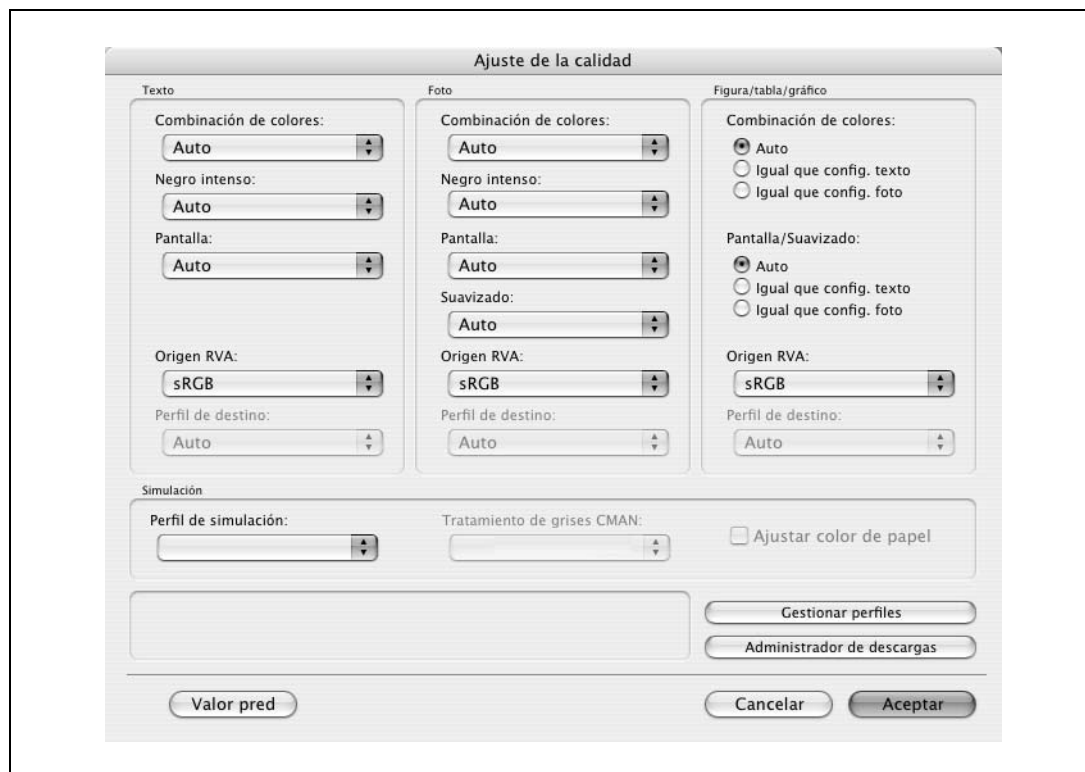 Ajuste de la calidad
Texto
Combinación de colores:
Auto
Negro intenso:
Auto
Pantalla:
Auto
Origen RVA:
sRGB
Perfil de destino:
Auto
Foto
Combinación de colores:
Auto
Negro intenso:
Auto
Pantalla:
Auto
Suavizado:
Auto
Origen RVA:
sRGB
Perfil de destino:
Auto
Figura/tabla/gráfico
Combinación de colores:
Auto
Igual que config. texto
Igual que config. foto
Pantalla/Suavizado:
Auto
Igual que config. texto
Igual que config. foto
Origen RVA:
sRGB
Perfil de destino:
Auto
Simulación
Perfil de simulación:
Tratamiento de grises CMAN:
Ajustar color de papel
Gestionar perfiles
Administrador de descargas
Valor pred
Cancelar
Aceptar